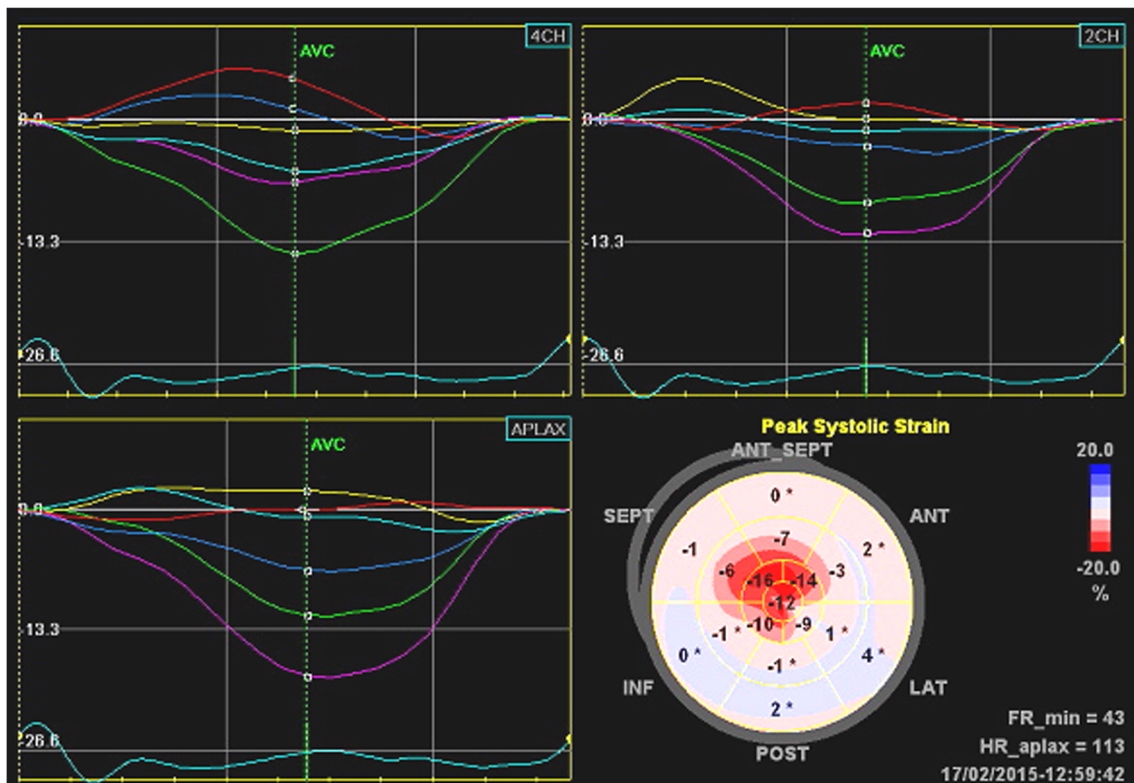 4CH
AVC
0.0
-13.3
-26.6
2CH
AVC
0.0
-13.3
-26.6
APLAX
AVC
0.0
-13.3
-26.6
Peak Systolic Strain
ANT_SEPT
SEPT
ANT
INF
LAT
POST
0 *
-1
2 *
-7
-6
-3
-16
-14
-12
-10
-9
-1 *
1 *
0 *
4 *
-1 *
2 *
20.0
-20.0
%
FR_min = 43
HR_aplax = 113
17/02/2015-12:59:42